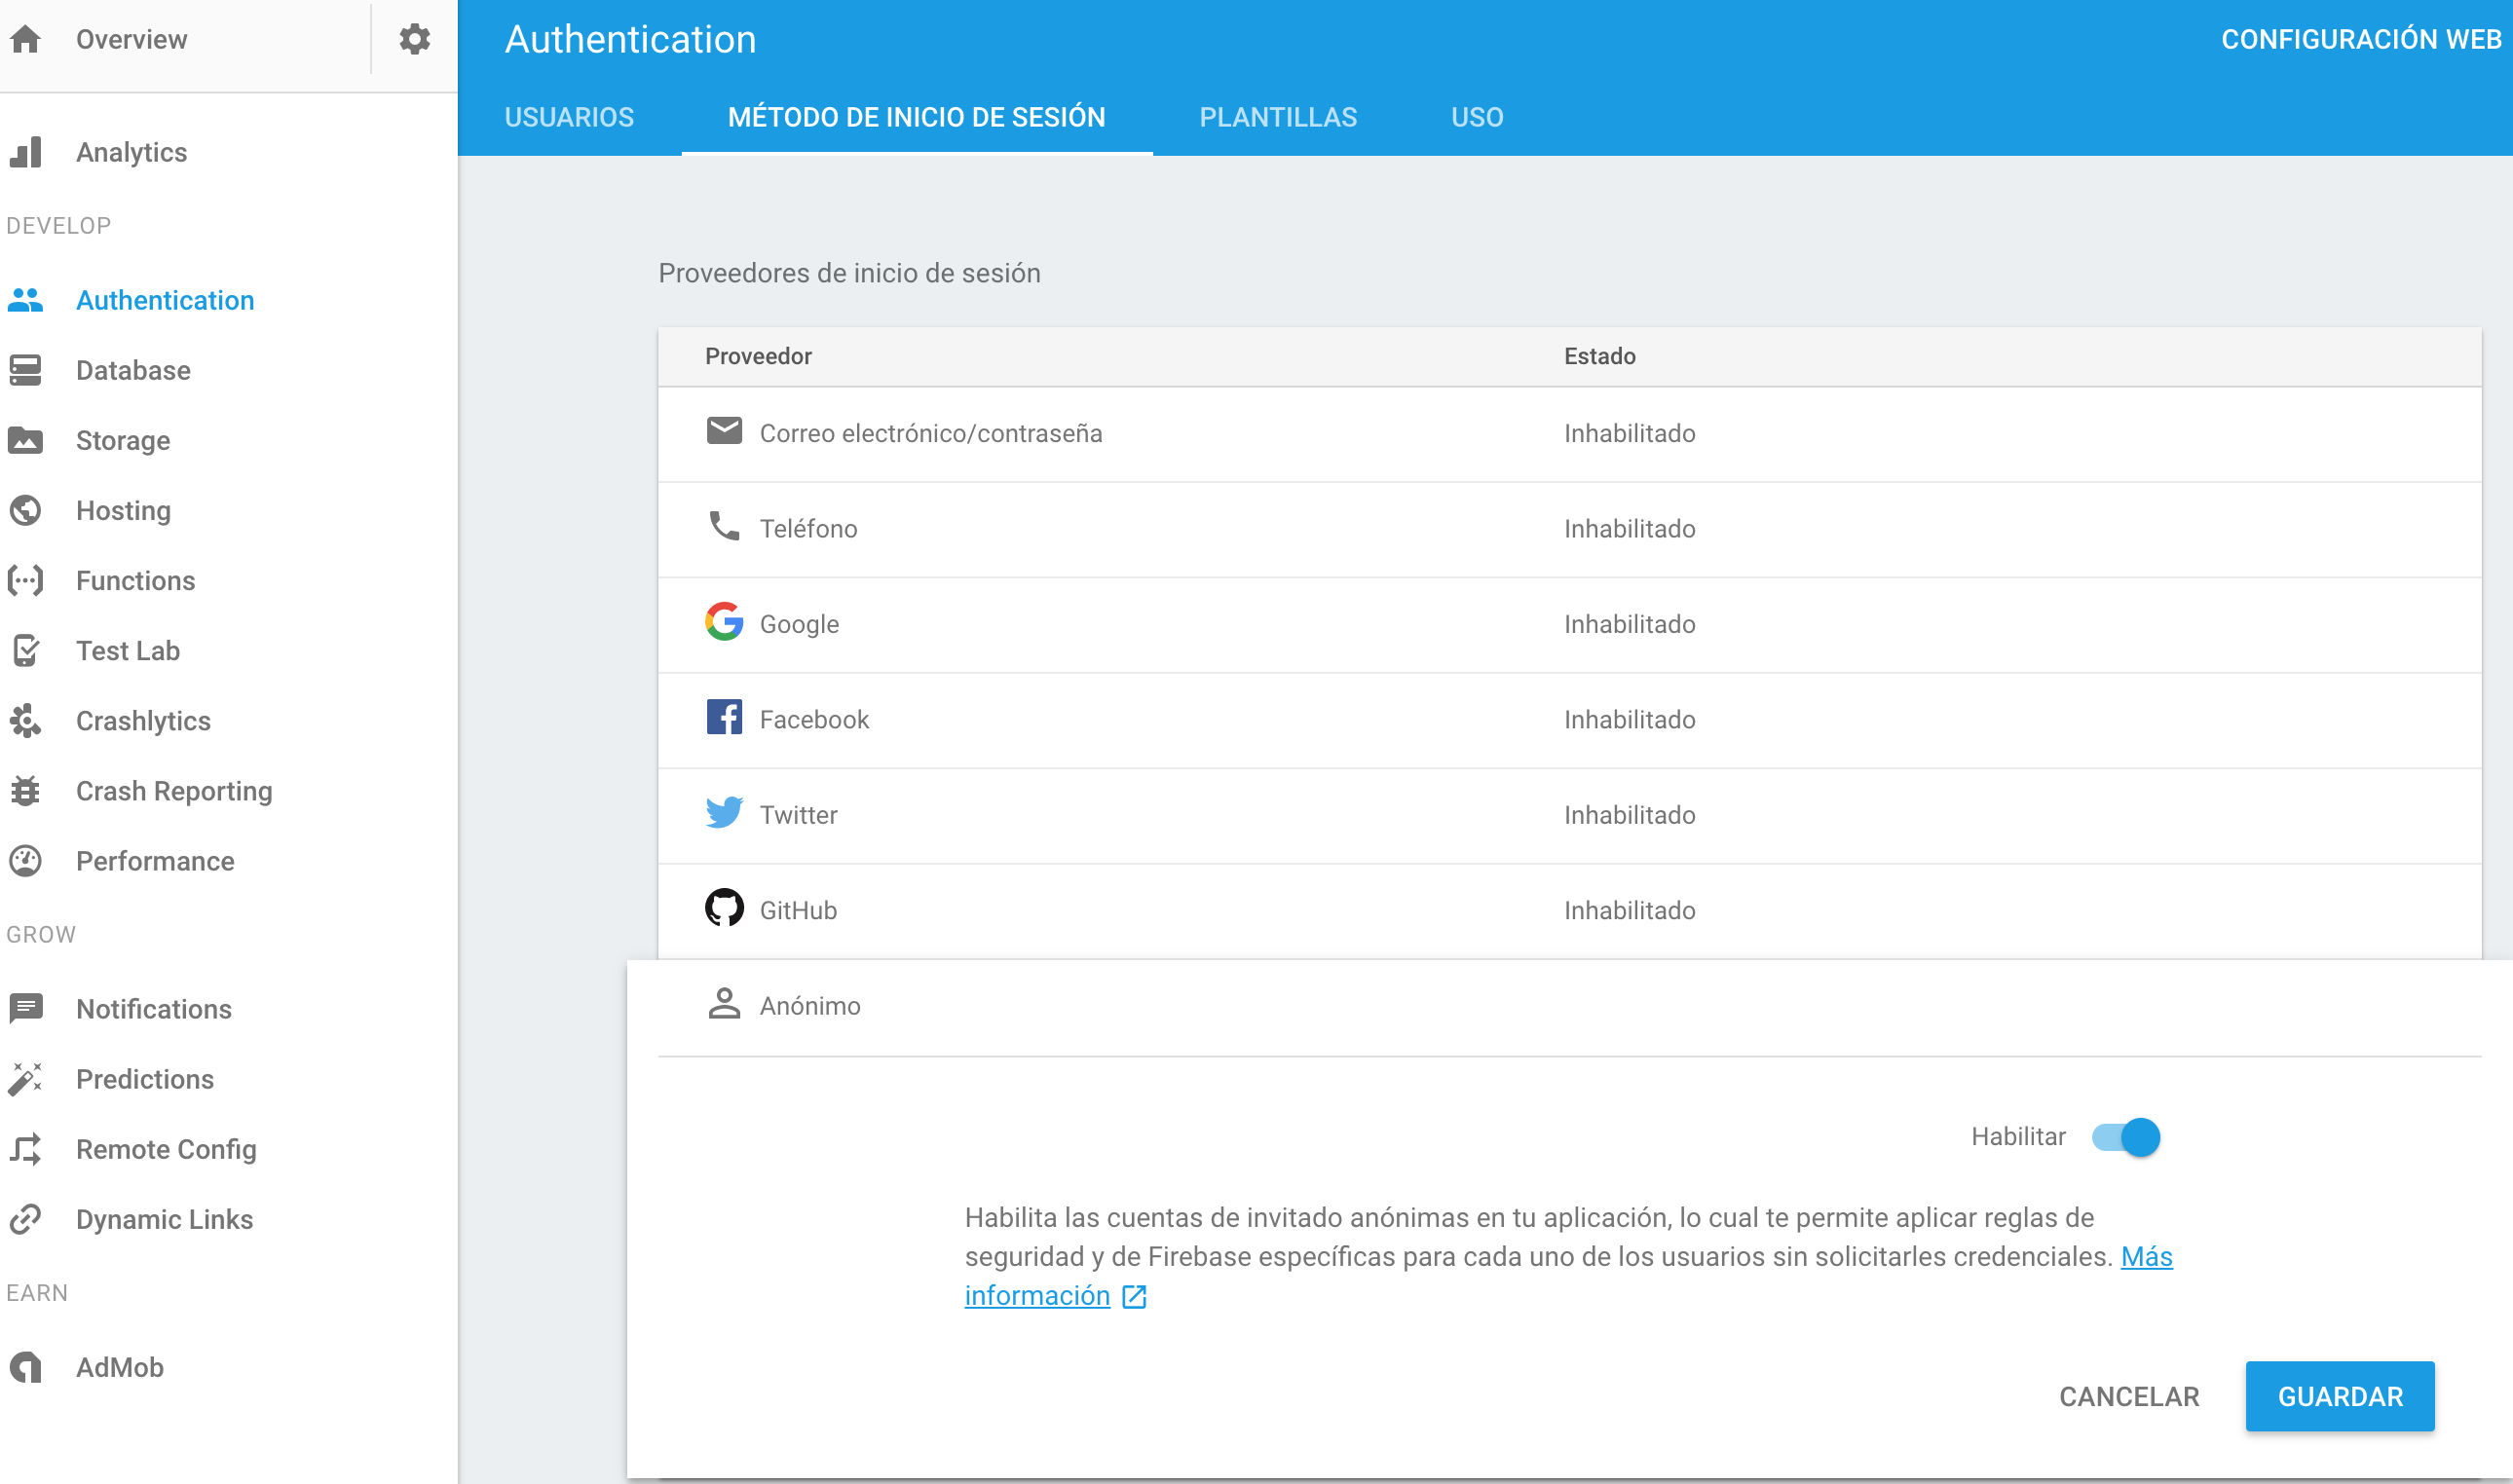 Overview
Analytics
DEVELOP
Authentication
Database
Storage
Hosting
Functions
Test Lab
Crashlytics
Crash Reporting
Performance
GROW
Notifications
Predictions
Remote Config
Dynamic Links
EARN
AdMob
Authentication
CONFIGURACIÓN WEB
USUARIOS MÉTODO DE INICIO DE SESIÓN PLANTILLAS USO
Proveedores de inicio de sesión
Proveedor Estado
Correo electrónico/contraseña Inhabilitado
Teléfono Inhabilitado
Google Inhabilitado
Facebook Inhabilitado
Twitter Inhabilitado
GitHub Inhabilitado
Anónimo
Habilitar
Habilita las cuentas de invitado anónimas en tu aplicación, lo cual te permite aplicar reglas de
seguridad y de Firebase específicas para cada uno de los usuarios sin solicitarles credenciales. Más
información
CANCELAR GUARDAR